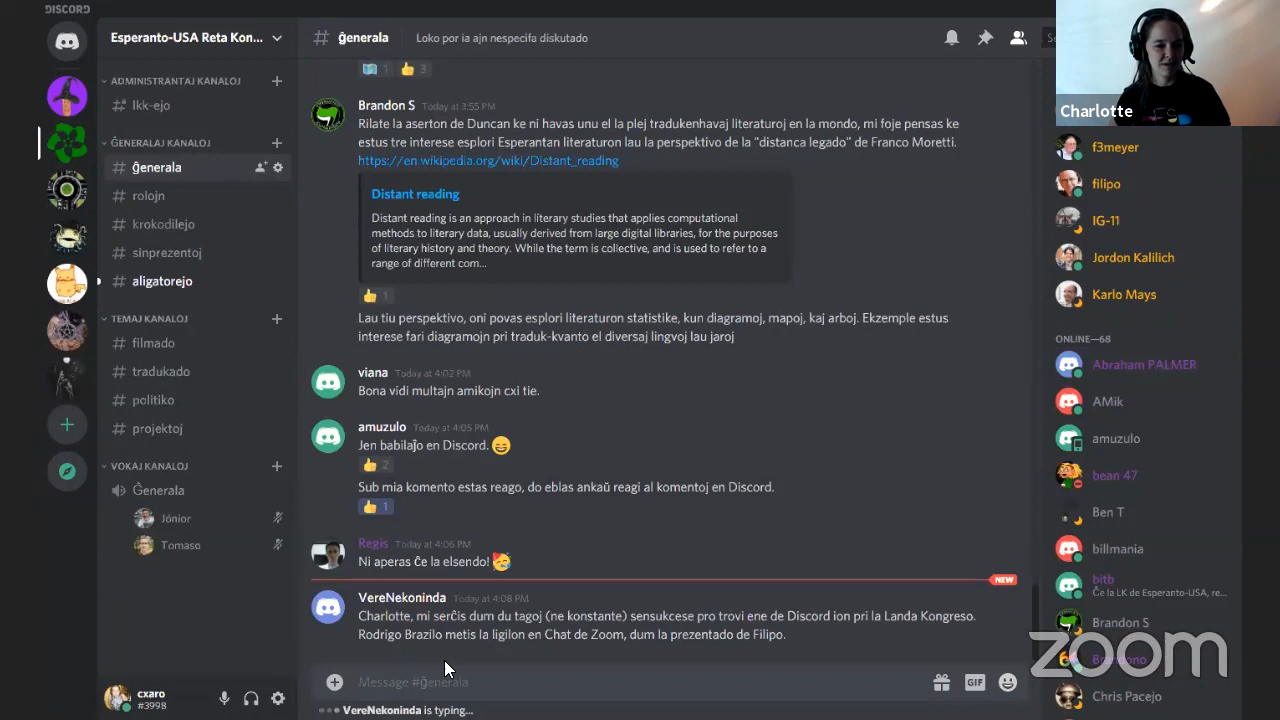 DISCORD
Esperanto-USA Reta Kon...
ADMINISTRANTAJ KANALOJ
lkk-ejo
ĜENERALAJ KANALOJ
ĝenerala
rolojn
krokodilejo
sinprezentoj
aligatorejo
TEMAJ KANALOJ
filmado
tradukado
politiko
projektoj
VOKAJ KANALOJ
Ĝenerala
Jónior
Tomaso
cxaro
#3998
ĝenerala
Loko por ia ajn nespecifa diskutado
Se
1
3
Brandon S Today at 3:55 PM
Rilate la aserton de Duncan ke ni havas unu el la plej tradukenhavaj literaturoj en la mondo, mi foje pensas ke
estus tre interese esplori Esperantan literaturon lau la perspektivo de la "distanca legado" de Franco Moretti.
https://en.wikipedia.org/wiki/Distant_reading
Distant reading
Distant reading is an approach in literary studies that applies computational
methods to literary data, usually derived from large digital libraries, for the purposes
of literary history and theory. While the term is collective, and is used to refer to a
range of different com...
1
Lau tiu perspektivo, oni povas esplori literaturon statistike, kun diagramoj, mapoj, kaj arboj. Ekzemple estus
interese fari diagramojn pri traduk-kvanto el diversaj lingvoj lau jaroj
viana Today at 4:02 PM
Bona vidi multajn amikojn cxi tie.
amuzulo Today at 4:05 PM
Jen babilaĵo en Discord. 😄
2
Sub mia komento estas reago, do eblas ankaŭ reagi al komentoj en Discord.
1
Regis Today at 4:06 PM
Ni aperas ĉe la elsendo! 🥳
NEW
VereNekoninda Today at 4:08 PM
Charlotte, mi serĉis dum du tagoj (ne konstante) sensukcese pro trovi ene de Discord ion pri la Landa Kongreso.
Rodrigo Brazilo metis la ligilon en Chat de Zoom, dum la prezentado de Filipo.
Message #ĝenerala
GIF
VereNekoninda is typing...
Charlotte
f3meyer
filipo
IG-11
Jordon Kalilich
Karlo Mays
ONLINE—68
Abraham PALMER
AMik
amuzulo
bean 47
Ben T
billmania
bitb
Ĉe la LK de Esperanto-USA, re...
Brandon S
Brandono
Chris Pacejo
zoom